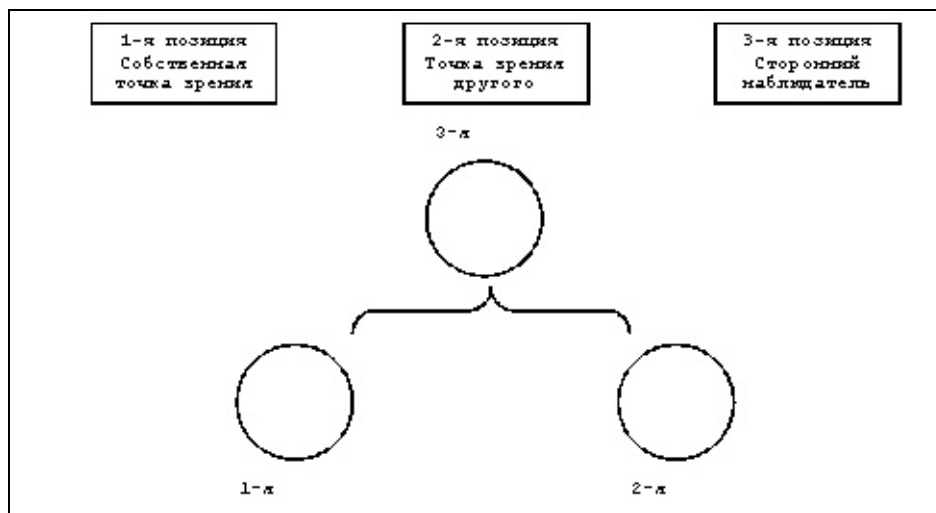 1-я позиция
Собственная
точка зрения
2-я позиция
Точка зрения
другого
3-я позиция
Сторонний
наблюдатель
3-я
1-я
2-я